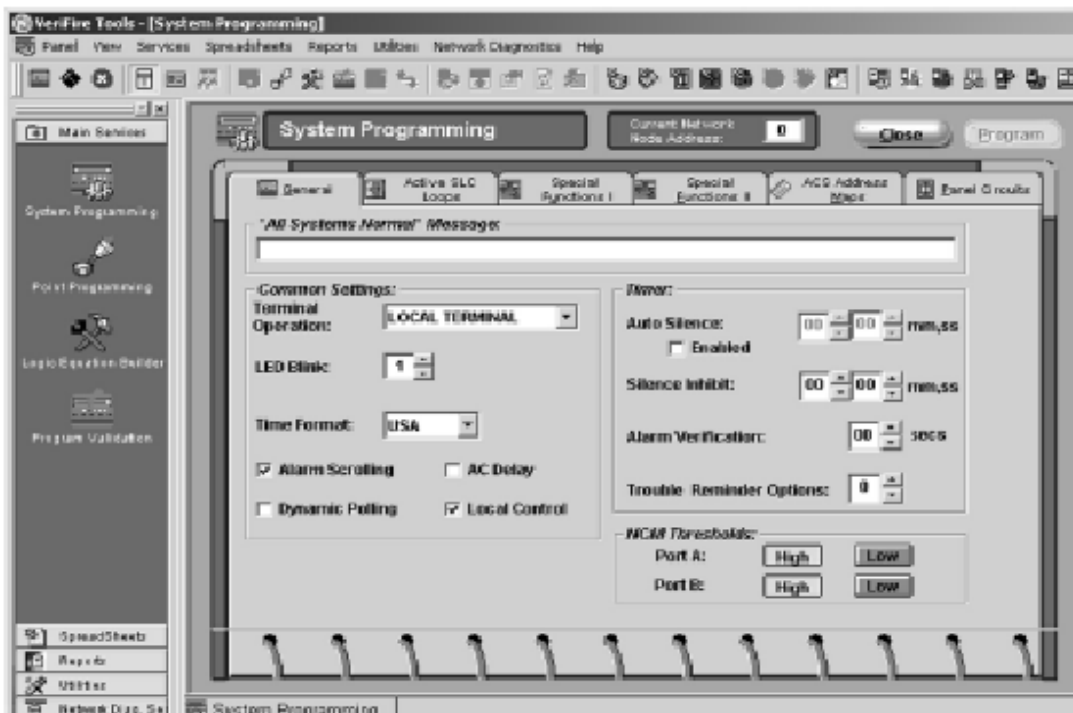 VeriFire Tools - [System Programming]
Panel View Services Spreadsheets Reports Utilities Network Diagnostics Help
Main Services
System Programming
Point Programming
Logic Equation Builder
Program Validation
SpreadSheets
Reports
Utilities
Network Diag. Se
System Programming
Current Network
Node Address: 0
Close
Program
General
Active SLC
Loops
Special
Functions I
Special
Functions II
ACS Address
Maps
Panel Circuits
"All Systems Normal" Message:
Common Settings:
Terminal
Operation:
LOCAL TERMINAL
LED Blink: 1
Time Format: USA
Alarm Scrolling
AC Delay
Dynamic Polling
Local Control
Timer:
Auto Silence: 00 00 mm,ss
Enabled
Silence Inhibit: 00 00 mm,ss
Alarm Verification: 00 secs
Trouble Reminder Options: 0
NCM Thresholds:
Port A: High Low
Port B: High Low
System Programming